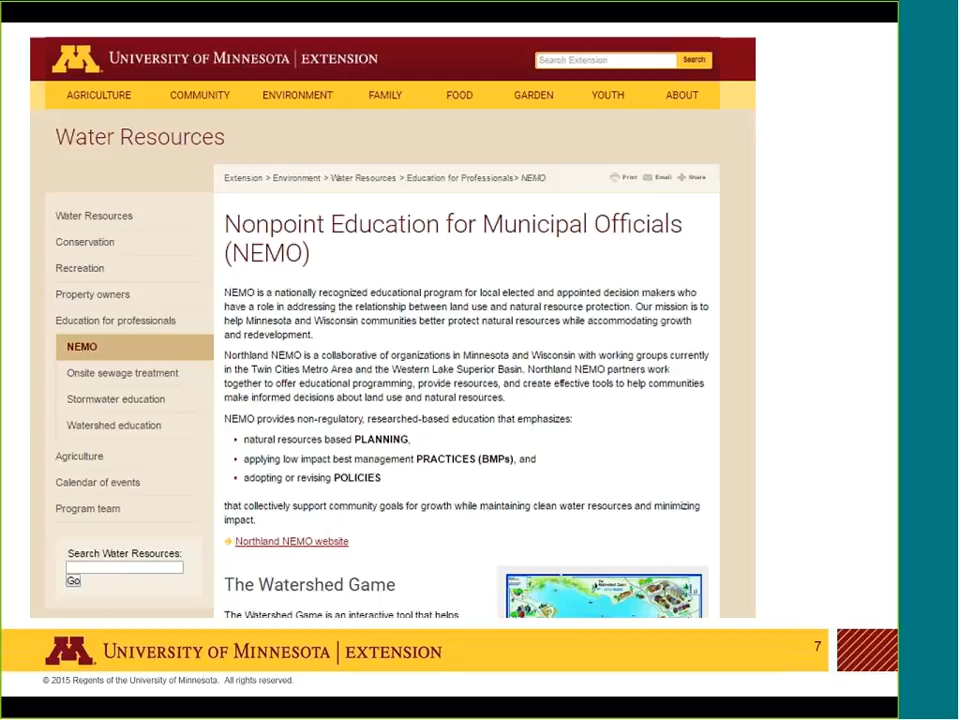 UNIVERSITY OF MINNESOTA | EXTENSION
Search Extension
Search
AGRICULTURE COMMUNITY ENVIRONMENT FAMILY FOOD GARDEN YOUTH ABOUT
Water Resources
Extension > Environment > Water Resources > Education for Professionals> NEMO
Print Email Share
Water Resources
Conservation
Recreation
Property owners
Education for professionals
NEMO
Onsite sewage treatment
Stormwater education
Watershed education
Agriculture
Calendar of events
Program team
Search Water Resources:
Go
Nonpoint Education for Municipal Officials
(NEMO)
NEMO is a nationally recognized educational program for local elected and appointed decision makers who
have a role in addressing the relationship between land use and natural resource protection. Our mission is to
help Minnesota and Wisconsin communities better protect natural resources while accommodating growth
and redevelopment.
Northland NEMO is a collaborative of organizations in Minnesota and Wisconsin with working groups currently
in the Twin Cities Metro Area and the Western Lake Superior Basin. Northland NEMO partners work
together to offer educational programming, provide resources, and create effective tools to help communities
make informed decisions about land use and natural resources.
NEMO provides non-regulatory, researched-based education that emphasizes:
• natural resources based PLANNING,
• applying low impact best management PRACTICES (BMPs), and
• adopting or revising POLICIES
that collectively support community goals for growth while maintaining clean water resources and minimizing
impact.
Northland NEMO website
The Watershed Game
The Watershed Game is an interactive tool that helps
UNIVERSITY OF MINNESOTA | EXTENSION
7
© 2015 Regents of the University of Minnesota. All rights reserved.